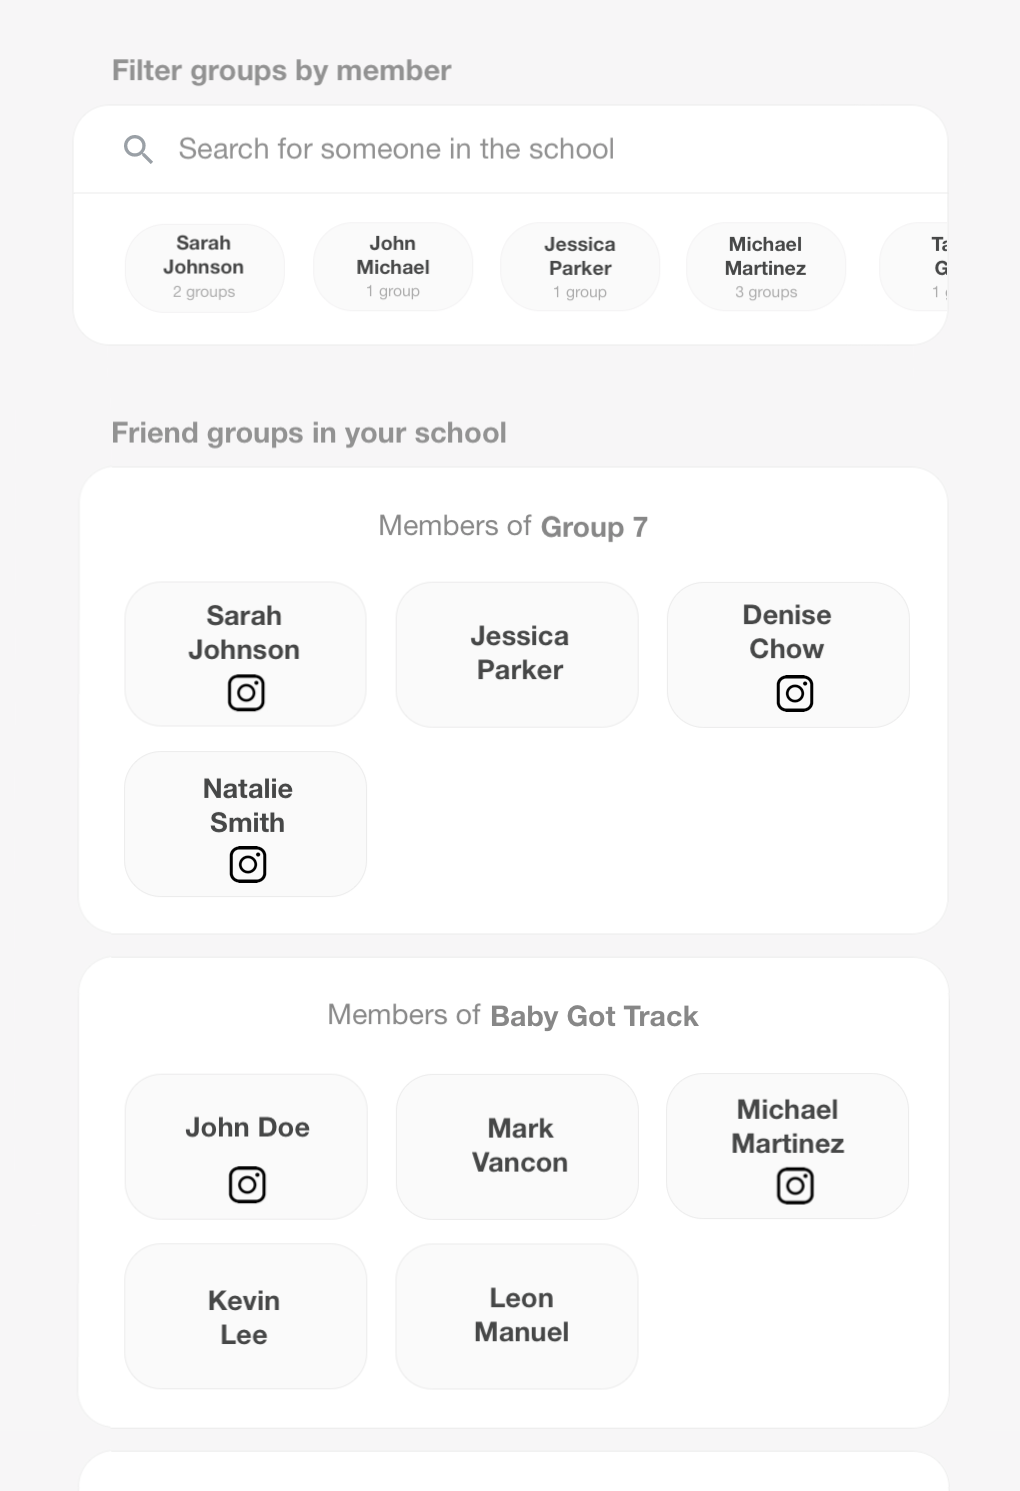 Filter groups by member
Search for someone in the school
Sarah
Johnson
2 groups
John
Michael
1 group
Jessica
Parker
1 group
Michael
Martinez
3 groups
Friend groups in your school
Members of Group 7
Sarah
Johnson
Jessica
Parker
Denise
Chow
Natalie
Smith
Members of Baby Got Track
John Doe
Mark
Vancon
Michael
Martinez
Kevin
Lee
Leon
Manuel